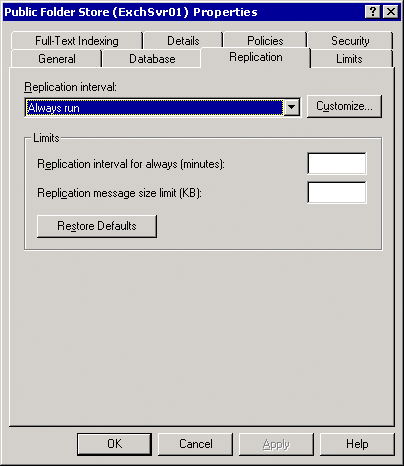 Public Folder Store (ExchSvr01) Properties
Full-Text Indexing Details Policies Security
General Database Replication Limits
Replication interval:
Always run Customize...
Limits
Replication interval for always (minutes):
Replication message size limit (KB):
Restore Defaults
OK Cancel Apply Help